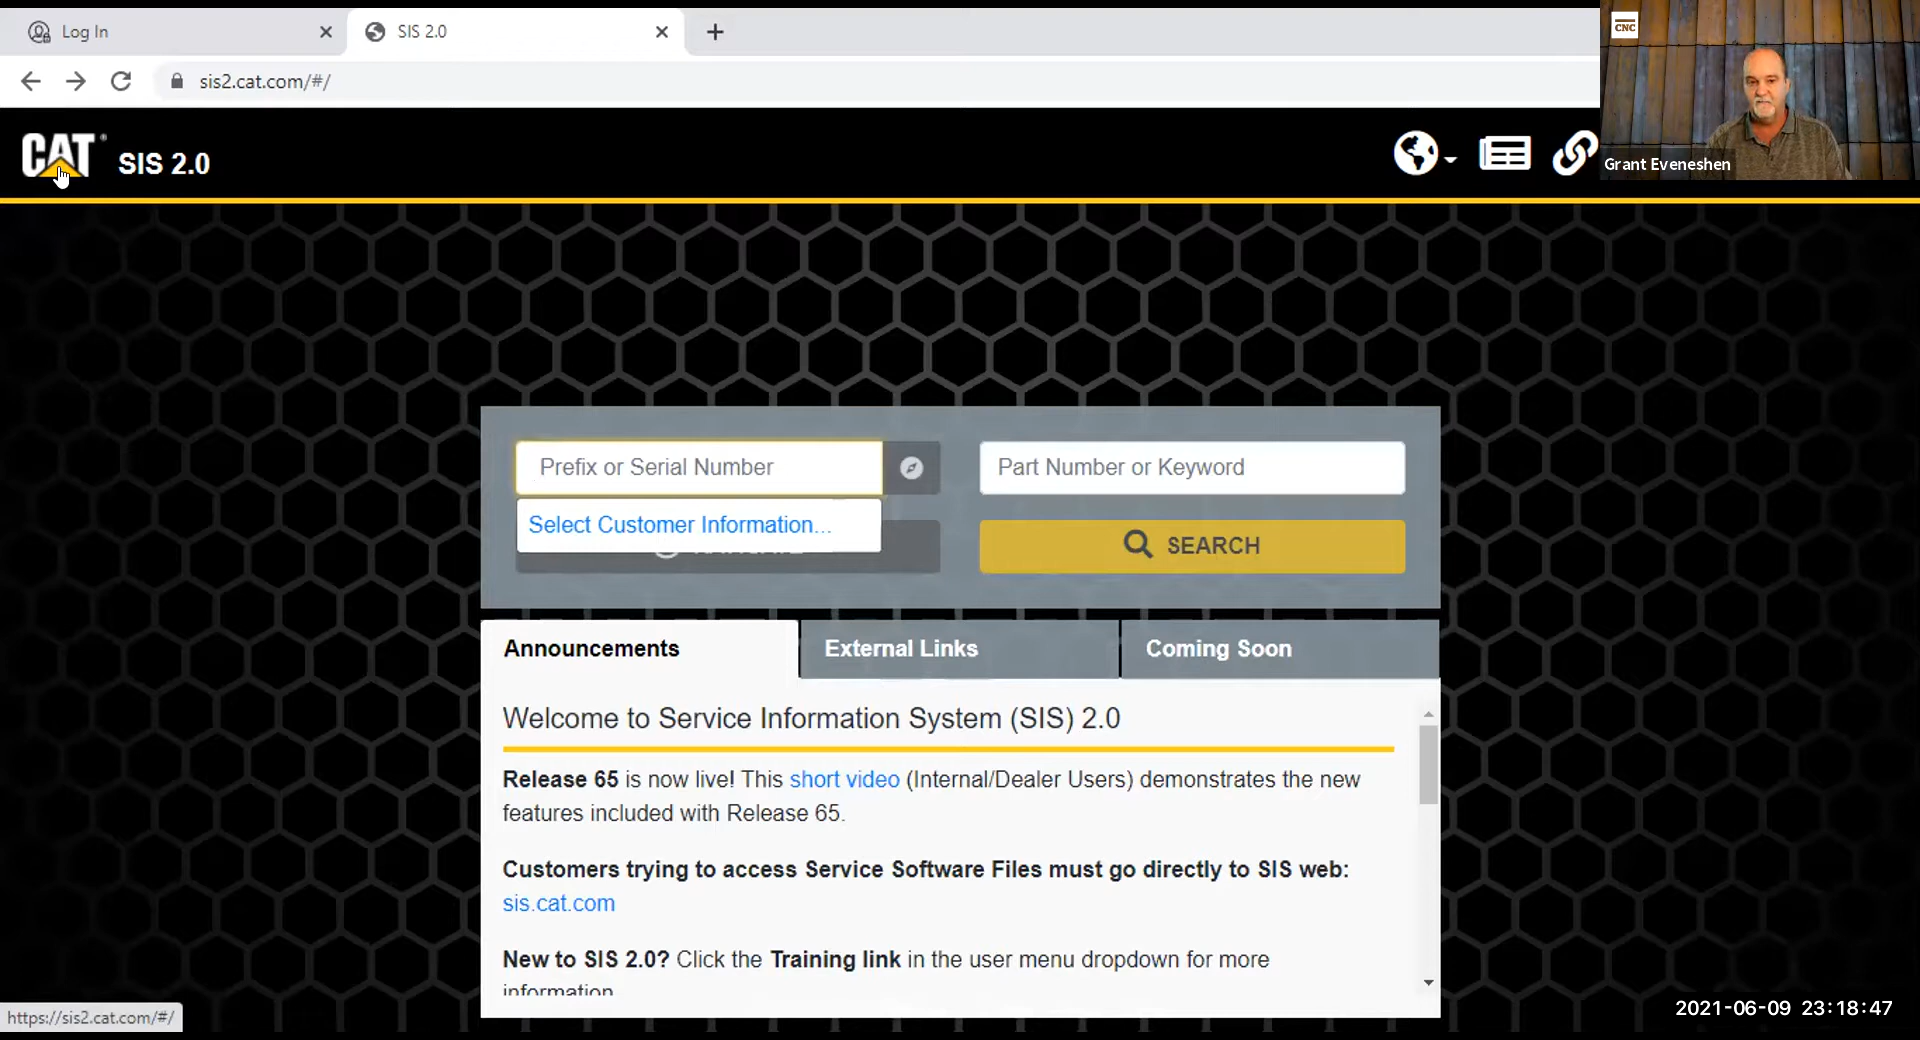 Log In
SIS 2.0
sis2.cat.com/#/
CNC
CAT
SIS 2.0
Grant Eveneshen
Prefix or Serial Number
Part Number or Keyword
Select Customer Information...
SEARCH
Announcements
External Links
Coming Soon
Welcome to Service Information System (SIS) 2.0
Release 65 is now live! This short video (Internal/Dealer Users) demonstrates the new
features included with Release 65.
Customers trying to access Service Software Files must go directly to SIS web:
sis.cat.com
New to SIS 2.0? Click the Training link in the user menu dropdown for more
information
https://sis2.cat.com/#/
2021-06-09 23:18:47